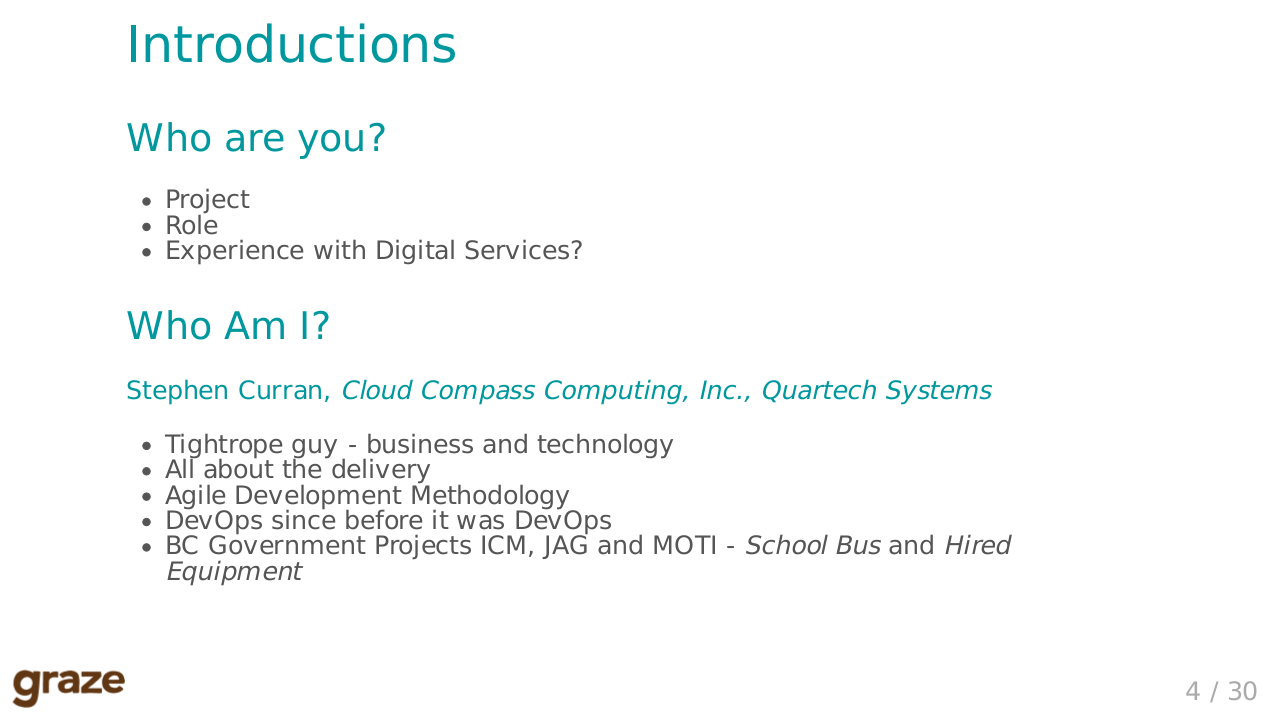 Introductions
Who are you?
Project
Role
Experience with Digital Services?
Who Am I?
Stephen Curran, Cloud Compass Computing, Inc., Quartech Systems
Tightrope guy - business and technology
All about the delivery
Agile Development Methodology
DevOps since before it was DevOps
BC Government Projects ICM, JAG and MOTI - School Bus and Hired
Equipment
graze
4 / 30